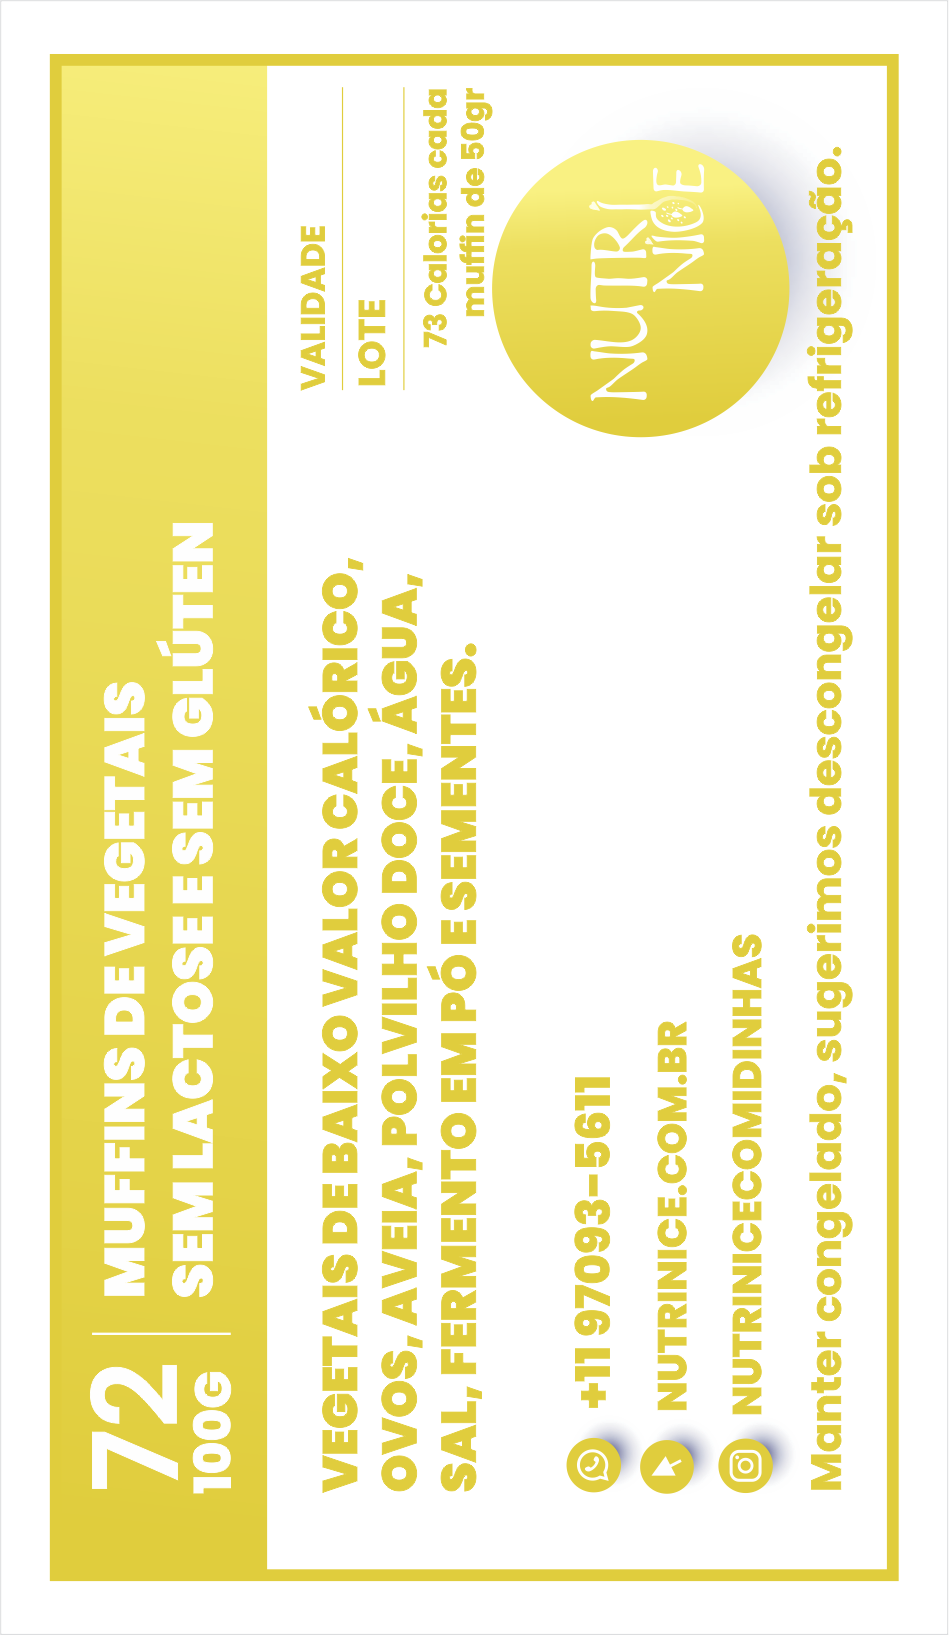 72
100G
MUFFINS DE VEGETAIS
SEM LACTOSE E SEM GLÚTEN
VEGETAIS DE BAIXO VALOR CALÓRICO,
OVOS, AVEIA, POLVILHO DOCE, ÁGUA,
SAL, FERMENTO EM PÓ E SEMENTES.
VALIDADE
LOTE
73 Calorias cada
muffin de 50gr
NUTRI
NICE
+11 97093-5611
NUTRINICE.COM.BR
NUTRINICECOMIDINHAS
Manter congelado, sugerimos descongelar sob refrigeração.